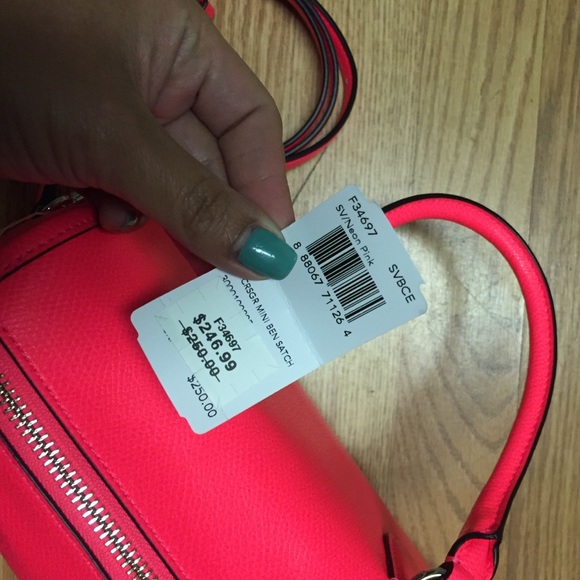 F34697
SV/Neon Pink
SVBCE
8 88067 71126 4
CRSGR MINI BEN SATCH
F34697
$246.99
$250.00
$250.00